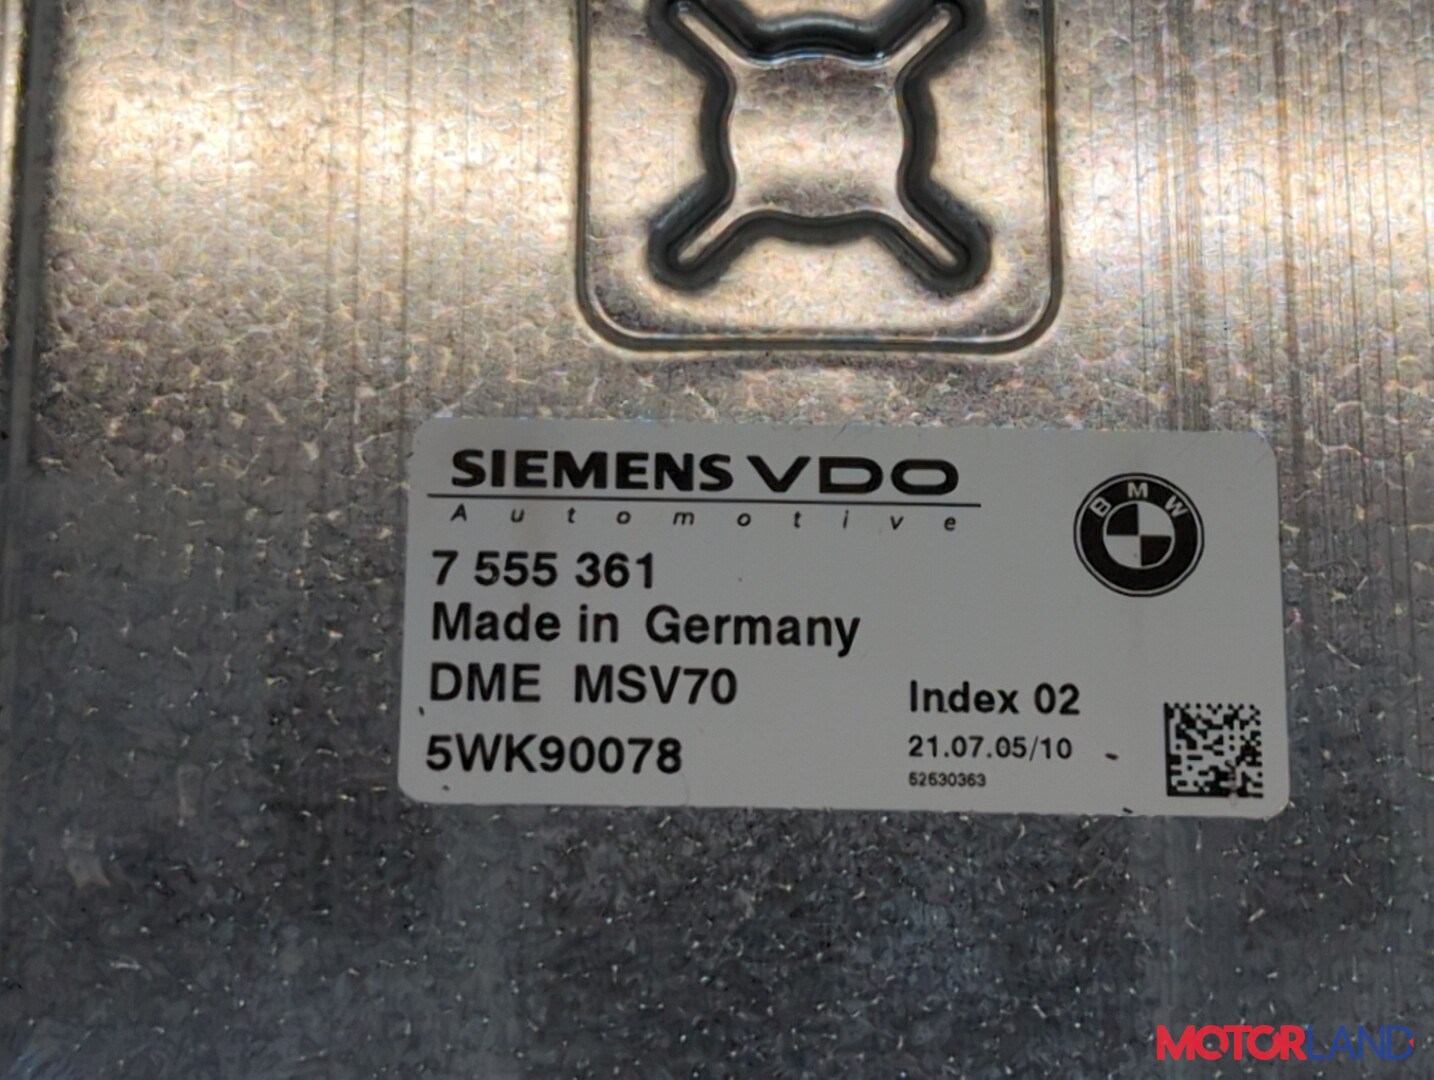 SIEMENS VDO
Automotive
BMW
7 555 361
Made in Germany
DME MSV70
Index 02
5WK90078
21.07.05/10
52630363
MOTORLAND